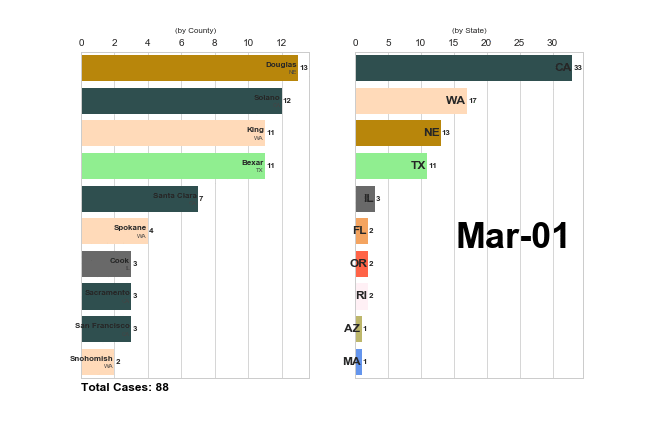 (by County)
0 2 4 6 8 10 12
Douglas 13
NE
Solano 12
King 11
WA
Bexar 11
TX
Santa Clara 7
Spokane 4
WA
Cook 3
Sacramento 3
San Francisco 3
Snohomish 2
WA
Total Cases: 88
(by State)
0 5 10 15 20 25 30
CA 33
WA 17
NE 13
TX 11
IL 3
FL 2
OR 2
RI 2
AZ 1
MA 1
Mar-01